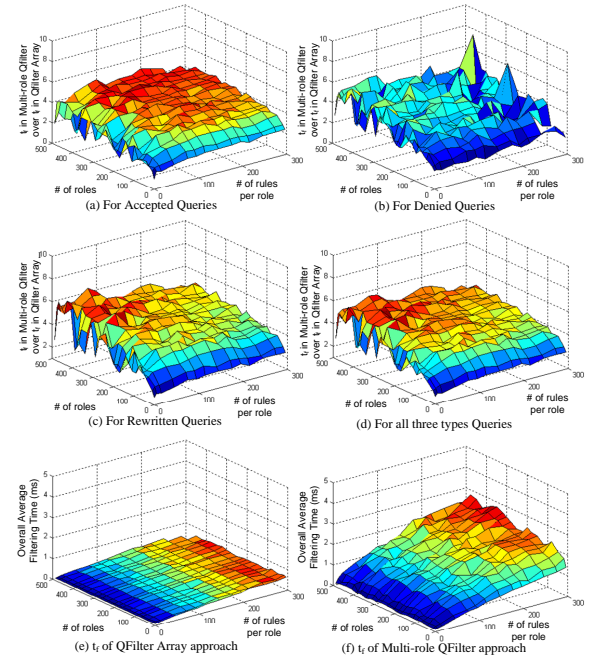 t_f in Multi-role Qfilter
over t_f in Qfilter Array
10
8
6
4
2
0
500
400
300
200
100
0
0
100
200
300
# of roles
# of rules
per role
(a) For Accepted Queries
t_f in Multi-role Qfilter
over t_f in Qfilter Array
10
8
6
4
2
0
500
400
300
200
100
0
0
100
200
300
# of roles
# of rules
per role
(b) For Denied Queries
t_f in Multi-role Qfilter
over t_f in Qfilter Array
10
8
6
4
2
500
400
300
200
100
0
0
100
200
300
# of roles
# of rules
per role
(c) For Rewritten Queries
t_f in Multi-role Qfilter
over t_f in Qfilter Array
10
8
6
4
2
500
400
300
200
100
0
0
100
200
300
# of roles
# of rules
per role
(d) For all three types Queries
Overall Average
Filtering Time (ms)
5
4
3
2
1
0
500
400
300
200
100
0
0
100
200
300
# of roles
# of rules
per role
(e) t_f of QFilter Array approach
Overall Average
Filtering Time (ms)
5
4
3
2
1
0
500
400
300
200
100
0
0
100
200
300
# of roles
# of rules
per role
(f) t_f of Multi-role QFilter approach